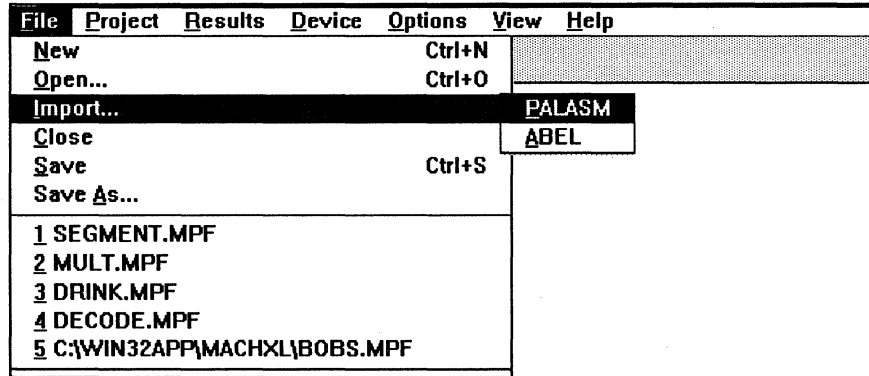 File Project Results Device Options View Help
New Ctrl+N
Open... Ctrl+O
Import... PALASM
Close ABEL
Save Ctrl+S
Save As...
1 SEGMENT.MPF
2 MULT.MPF
3 DRINK.MPF
4 DECODE.MPF
5 C:\WIN32APP\MACHXL\BOBS.MPF